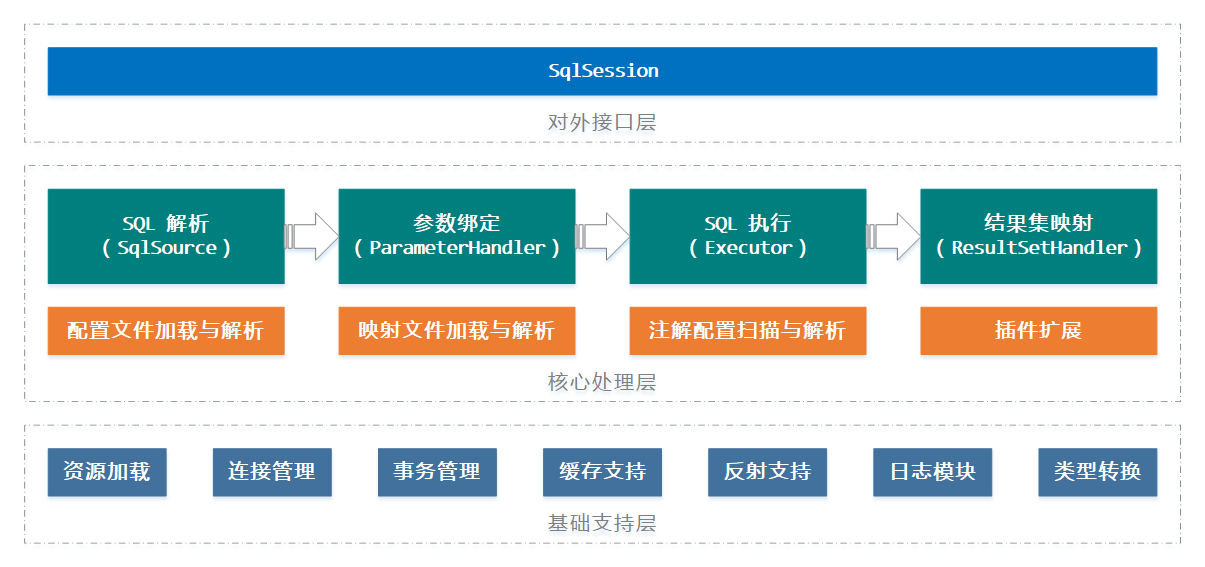 SqlSession
对外接口层
SQL 解析
（SqlSource）
参数绑定
（ParameterHandler）
SQL 执行
（Executor）
结果集映射
（ResultSetHandler）
配置文件加载与解析
映射文件加载与解析
注解配置扫描与解析
插件扩展
核心处理层
资源加载
连接管理
事务管理
缓存支持
反射支持
日志模块
类型转换
基础支持层